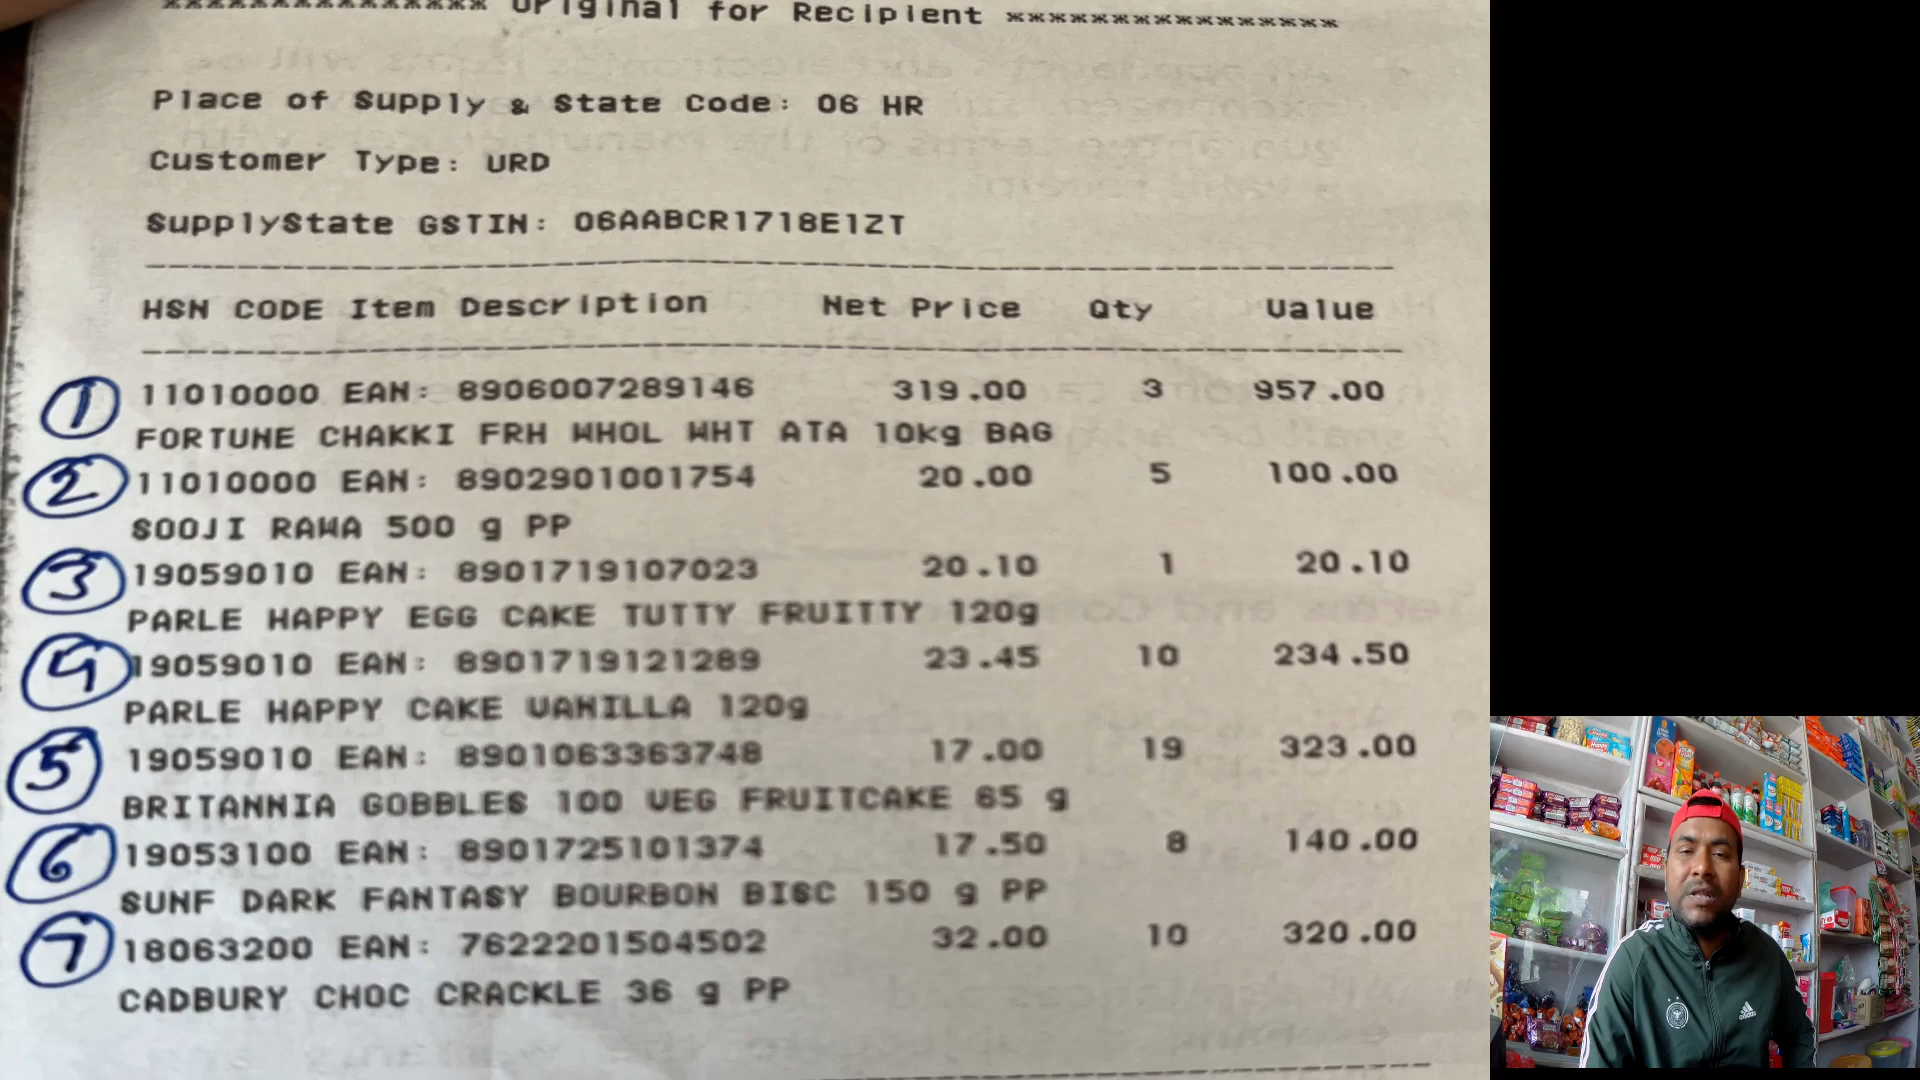 **************** Original for Recipient ****************
Place of Supply & State Code: 06 HR
Customer Type: URD
SupplyState GSTIN: 06AABCR1718E1ZT
HSN CODE Item Description Net Price Qty Value
1 11010000 EAN: 8906007289146 319.00 3 957.00
FORTUNE CHAKKI FRH WHOL WHT ATA 10kg BAG
2 11010000 EAN: 8902901001754 20.00 5 100.00
SOOJI RAWA 500 g PP
3 19059010 EAN: 8901719107023 20.10 1 20.10
PARLE HAPPY EGG CAKE TUTTY FRUITTY 120g
4 19059010 EAN: 8901719121289 23.45 10 234.50
PARLE HAPPY CAKE VANILLA 120g
5 19059010 EAN: 8901063363748 17.00 19 323.00
BRITANNIA GOBBLES 100 VEG FRUITCAKE 65 g
6 19053100 EAN: 8901725101374 17.50 8 140.00
SUNF DARK FANTASY BOURBON BISC 150 g PP
7 18063200 EAN: 7622201504502 32.00 10 320.00
CADBURY CHOC CRACKLE 36 g PP
adidas